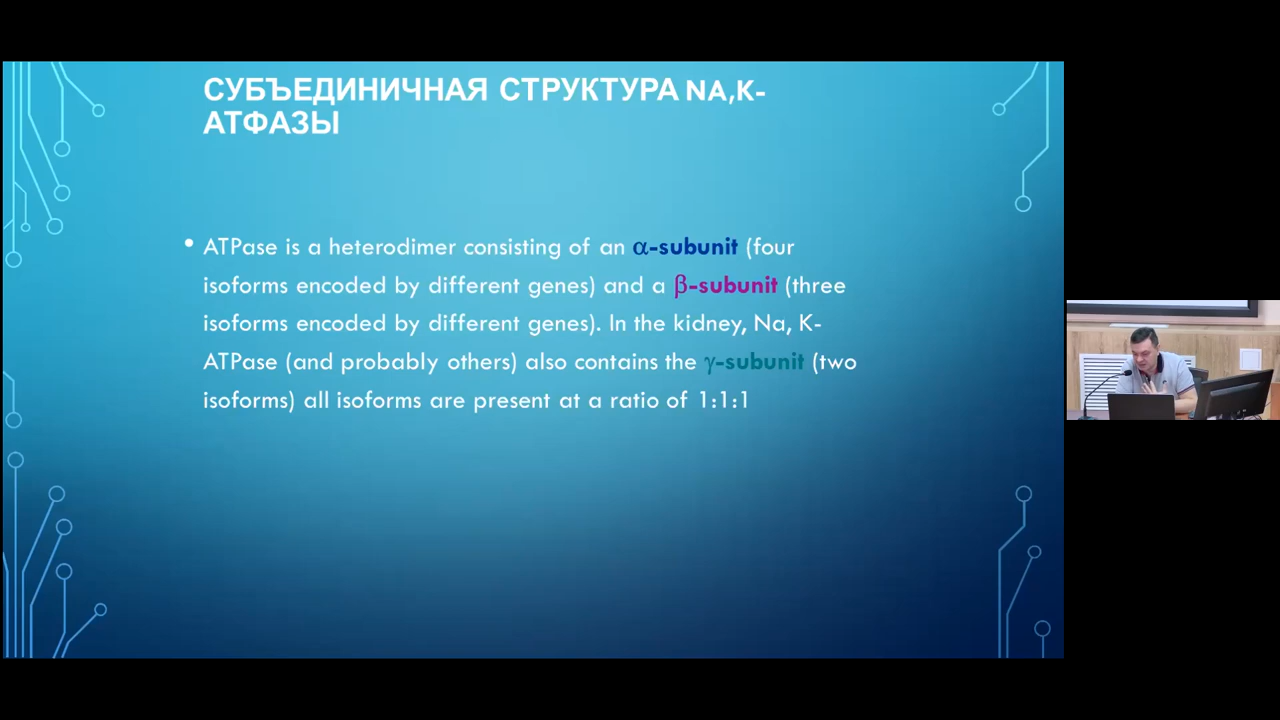 СУБЪЕДИНИЧНАЯ СТРУКТУРА NA,K-
АТФАЗЫ
• ATPase is a heterodimer consisting of an α-subunit (four
isoforms encoded by different genes) and a β-subunit (three
isoforms encoded by different genes). In the kidney, Na, K-
ATPase (and probably others) also contains the γ-subunit (two
isoforms) all isoforms are present at a ratio of 1:1:1